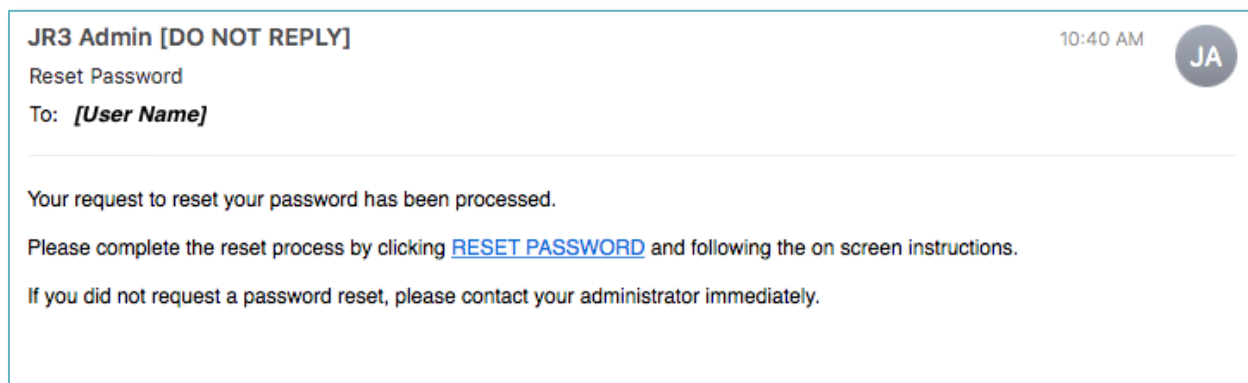 JR3 Admin [DO NOT REPLY]
10:40 AM
JA
Reset Password
To: [User Name]
Your request to reset your password has been processed.
Please complete the reset process by clicking RESET PASSWORD and following the on screen instructions.
If you did not request a password reset, please contact your administrator immediately.